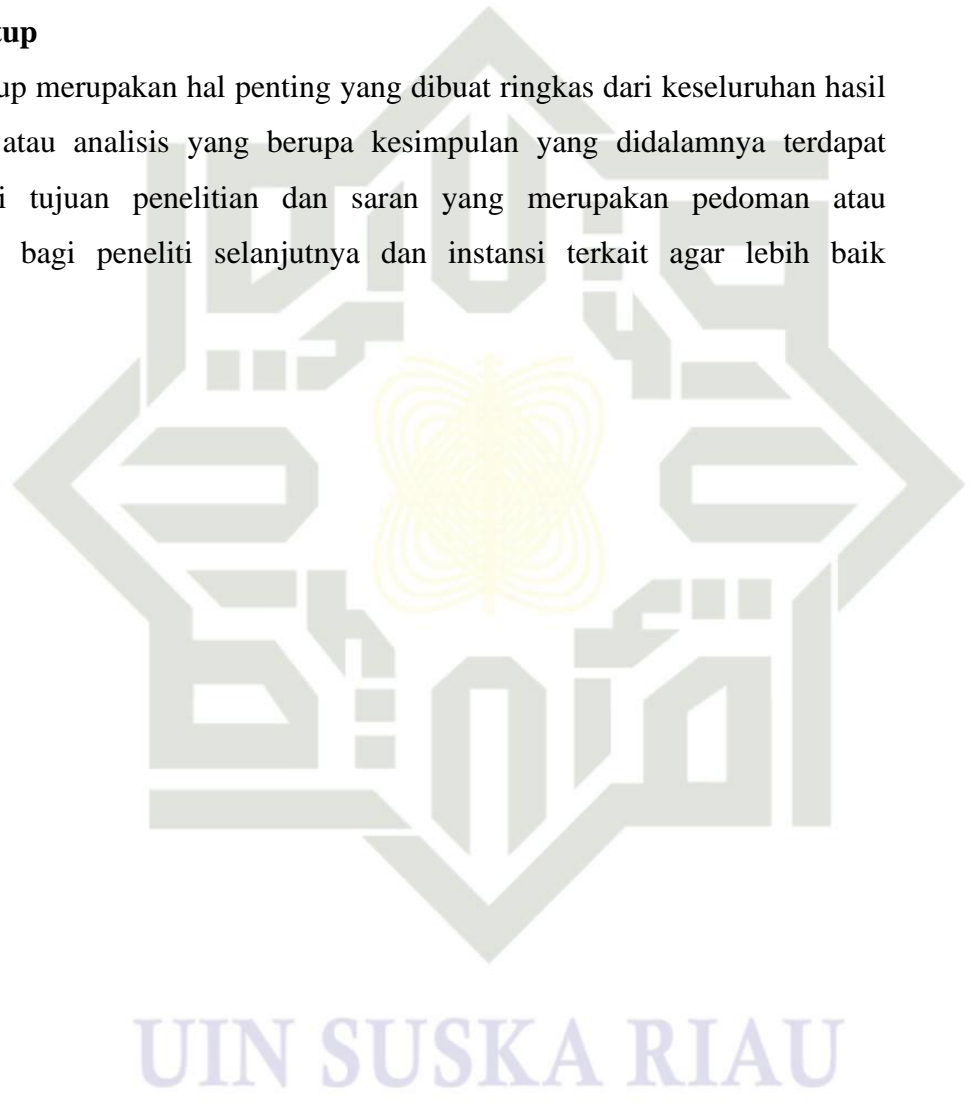 tup
up merupakan hal penting yang dibuat ringkas dari keseluruhan hasil
atau analisis yang berupa kesimpulan yang didalamnya terdapat
i tujuan penelitian dan saran yang merupakan pedoman atau
bagi peneliti selanjutnya dan instansi terkait agar lebih baik
UIN SUSKA RIAU